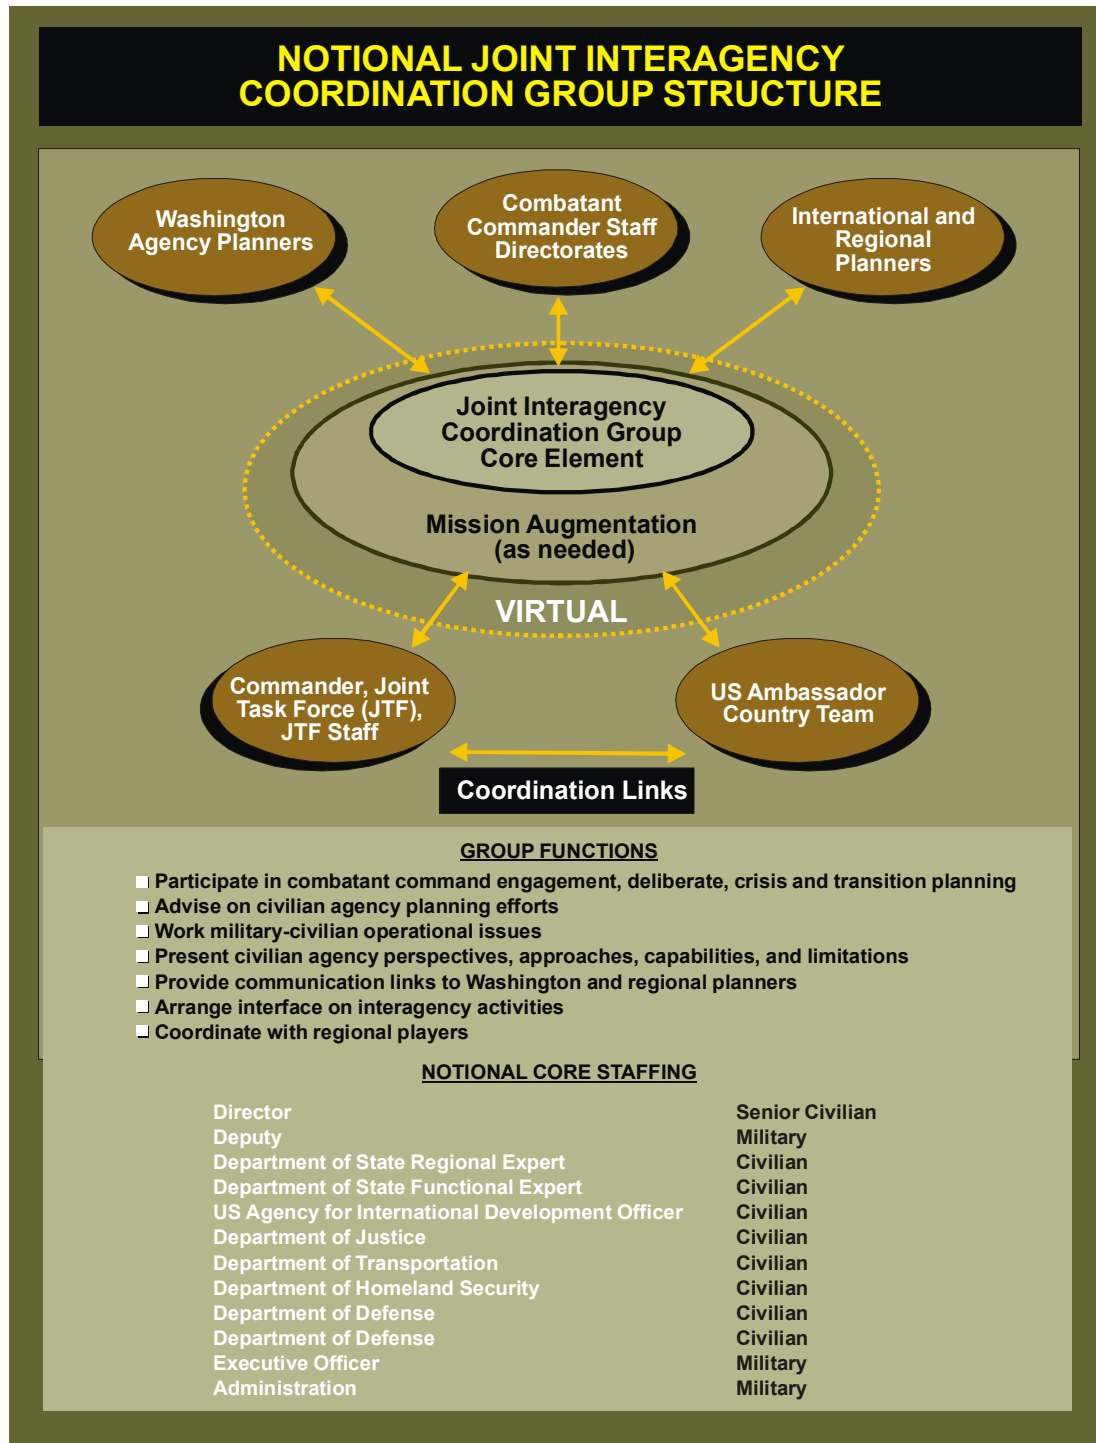 NOTIONAL JOINT INTERAGENCY
COORDINATION GROUP STRUCTURE
Washington
Agency Planners
Combatant
Commander Staff
Directorates
International and
Regional
Planners
Joint Interagency
Coordination Group
Core Element
Mission Augmentation
(as needed)
VIRTUAL
Commander, Joint
Task Force (JTF),
JTF Staff
US Ambassador
Country Team
Coordination Links
GROUP FUNCTIONS
Participate in combatant command engagement, deliberate, crisis and transition planning
Advise on civilian agency planning efforts
Work military-civilian operational issues
Present civilian agency perspectives, approaches, capabilities, and limitations
Provide communication links to Washington and regional planners
Arrange interface on interagency activities
Coordinate with regional players
NOTIONAL CORE STAFFING
Director Senior Civilian
Deputy Military
Department of State Regional Expert Civilian
Department of State Functional Expert Civilian
US Agency for International Development Officer Civilian
Department of Justice Civilian
Department of Transportation Civilian
Department of Homeland Security Civilian
Department of Defense Civilian
Department of Defense Civilian
Executive Officer Military
Administration Military